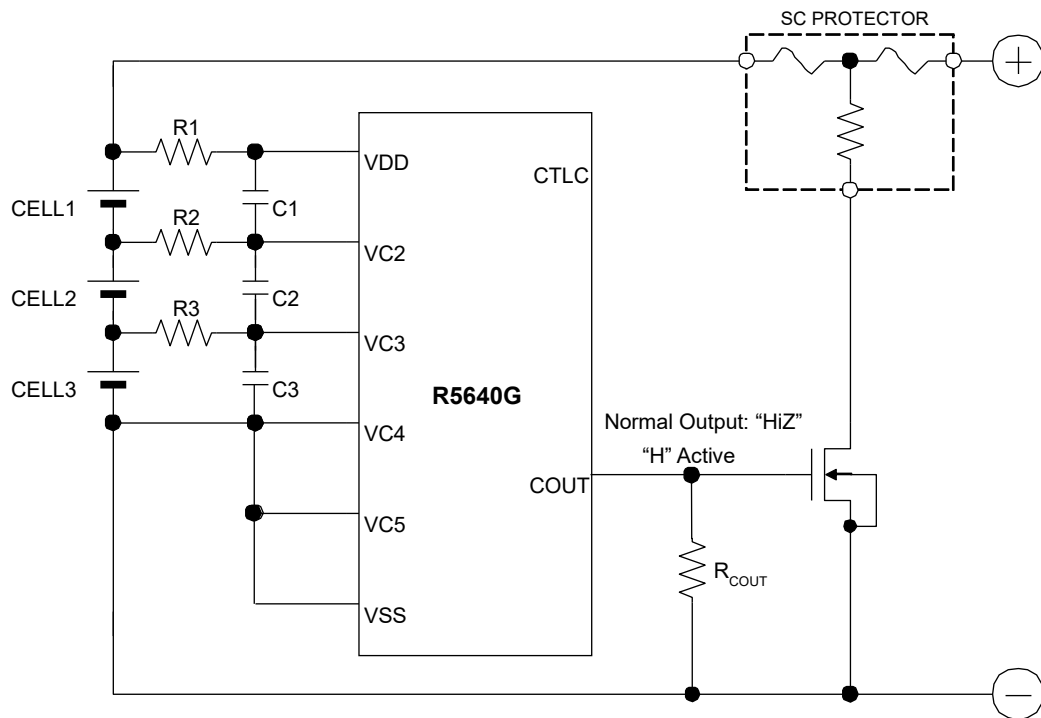 SC PROTECTOR
+
R1
VDD
CTLC
CELL1
C1
R2
VC2
CELL2
C2
R3
VC3
CELL3
C3
R5640G
VC4
Normal Output: “HiZ”
“H” Active
COUT
VC5
RCOUT
VSS
−